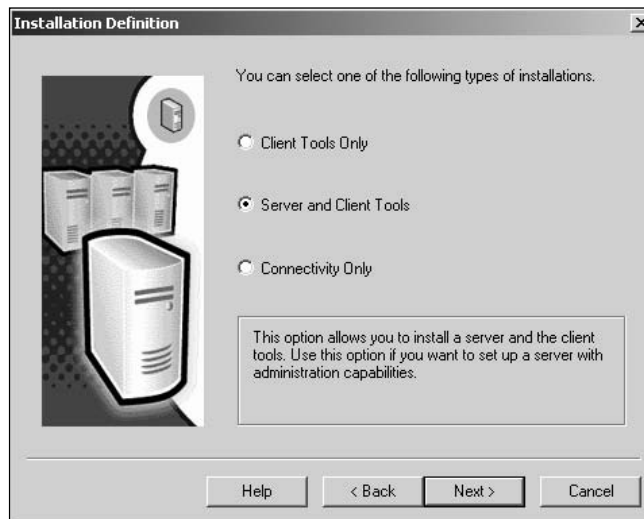 Installation Definition
You can select one of the following types of installations.
Client Tools Only
Server and Client Tools
Connectivity Only
This option allows you to install a server and the client
tools. Use this option if you want to set up a server with
administration capabilities.
Help
< Back
Next >
Cancel